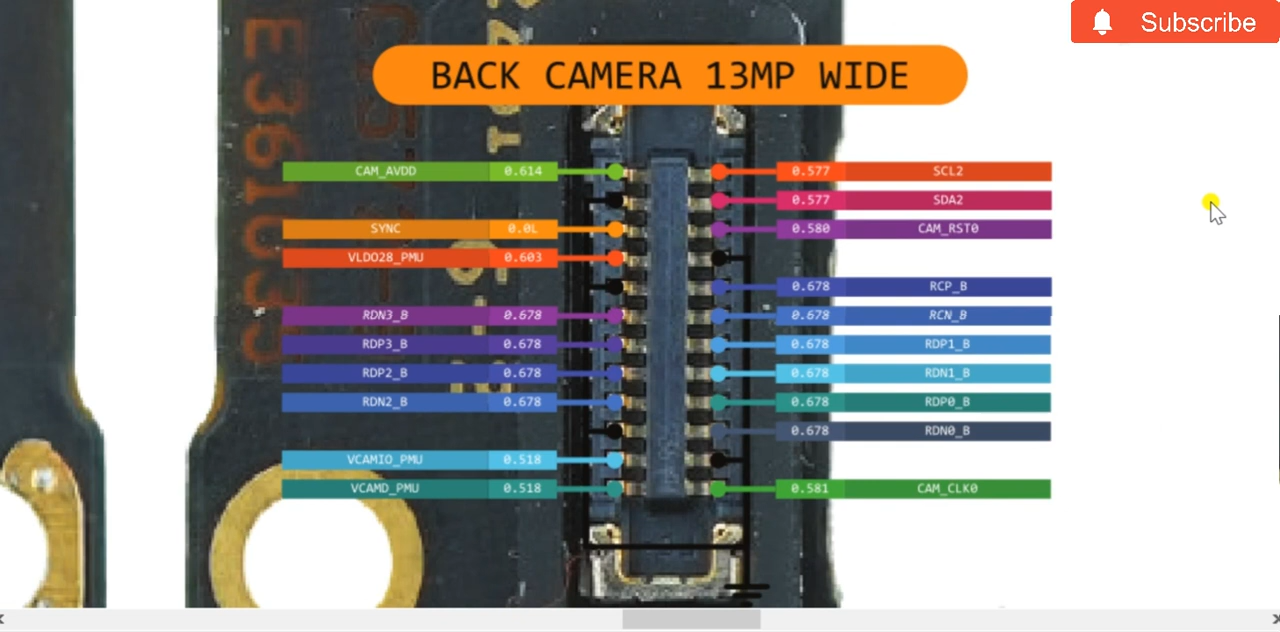 Subscribe
BACK CAMERA 13MP WIDE
CAM_AVDD 0.614
0.577 SCL2
0.577 SDA2
SYNC 0.0L
0.580 CAM_RST0
VLDO28_PMU 0.603
0.678 RCP_B
RDN3_B 0.678
0.678 RCN_B
RDP3_B 0.678
0.678 RDP1_B
RDP2_B 0.678
0.678 RDN1_B
RDN2_B 0.678
0.678 RDP0_B
0.678 RDN0_B
VCAMIO_PMU 0.518
VCAMD_PMU 0.518
0.581 CAM_CLK0